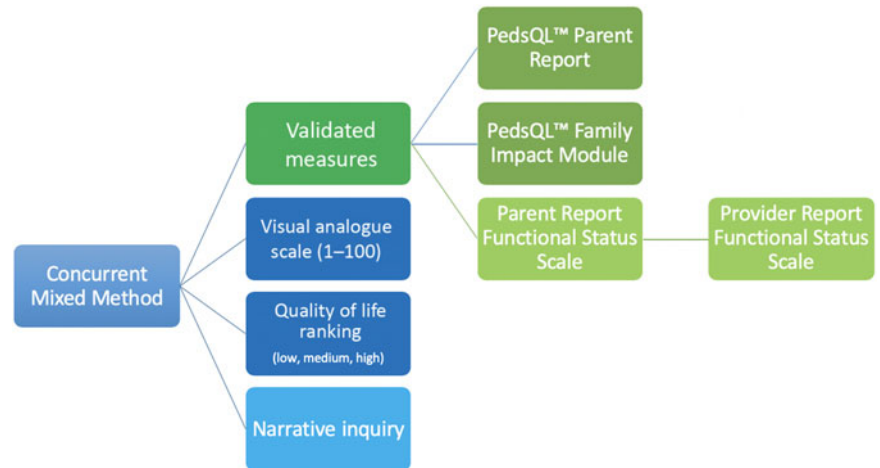 PedsQL™ Parent
Report
Validated
measures
PedsQL™ Family
Impact Module
Visual analogue
scale (1–100)
Parent Report
Functional Status
Scale
Provider Report
Functional Status
Scale
Concurrent
Mixed Method
Quality of life
ranking
(low, medium, high)
Narrative inquiry